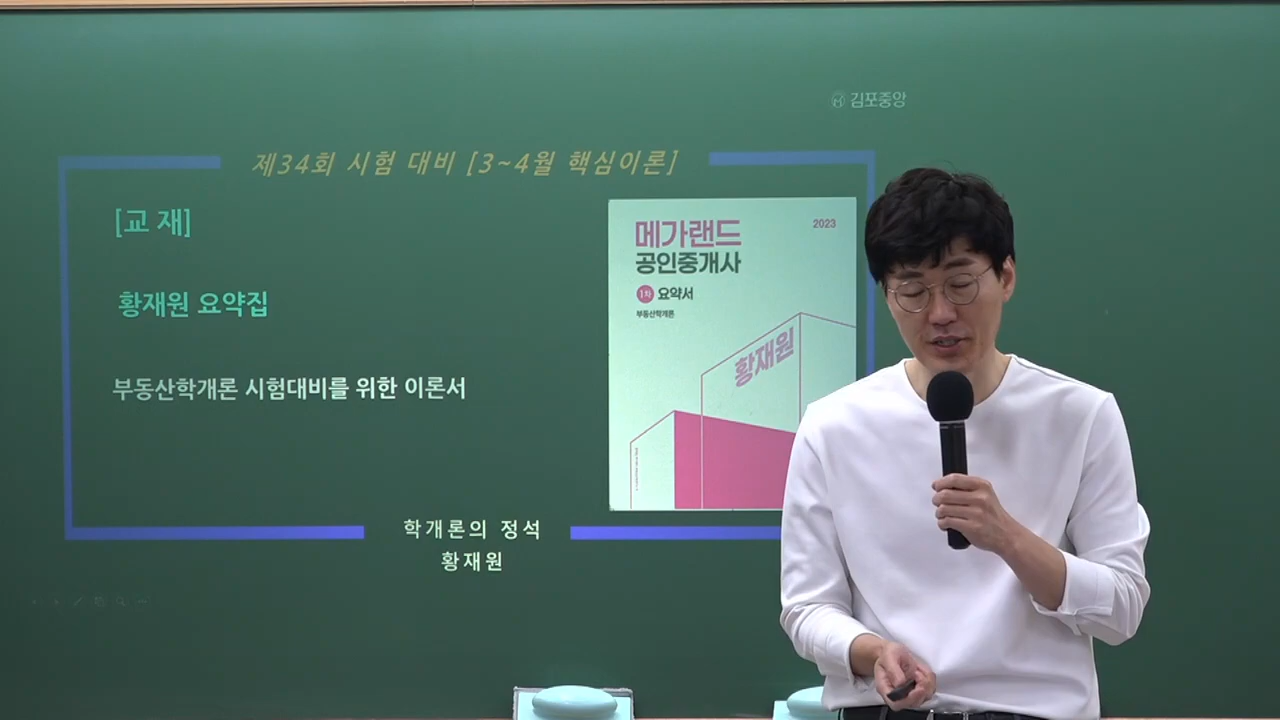 김포중앙
제34회 시험 대비 [3~4월 핵심이론]
[교 재]
황재원 요약집
부동산학개론 시험대비를 위한 이론서
메가랜드
2023
공인중개사
1차 요약서
부동산학개론
황재원
학개론의 정석
황재원